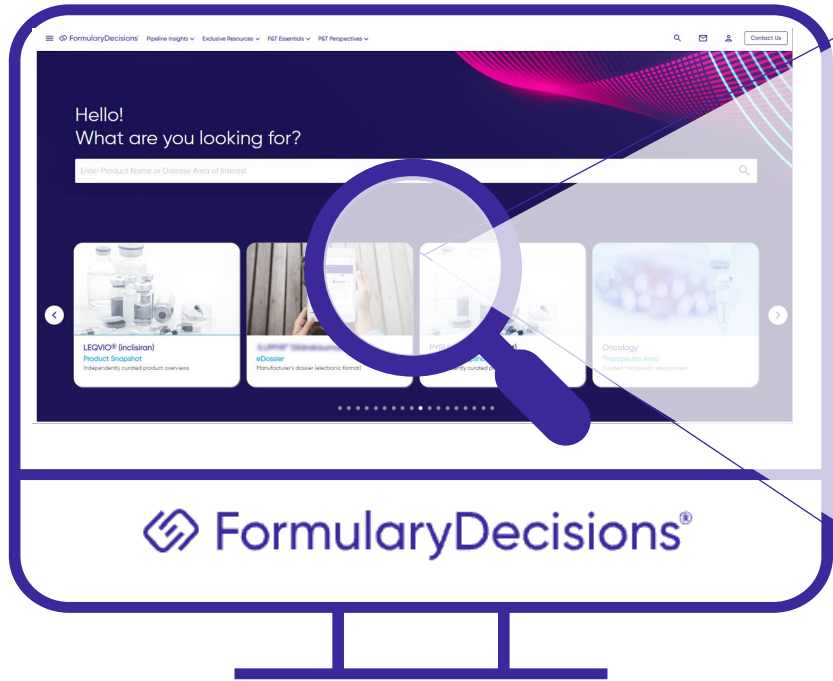 FormularyDecisions Pipeline Insights Exclusive Resources P&T Essentials P&T Perspectives Contact Us
Hello!
What are you looking for?
Enter Product Name or Disease Area of Interest
LEQVIO® (inclisiran)
Product Snapshot
Independently curated product overviews
eDossier
Manufacturer's dossier (electronic format)
Oncology
Therapeutic Area
FormularyDecisions®